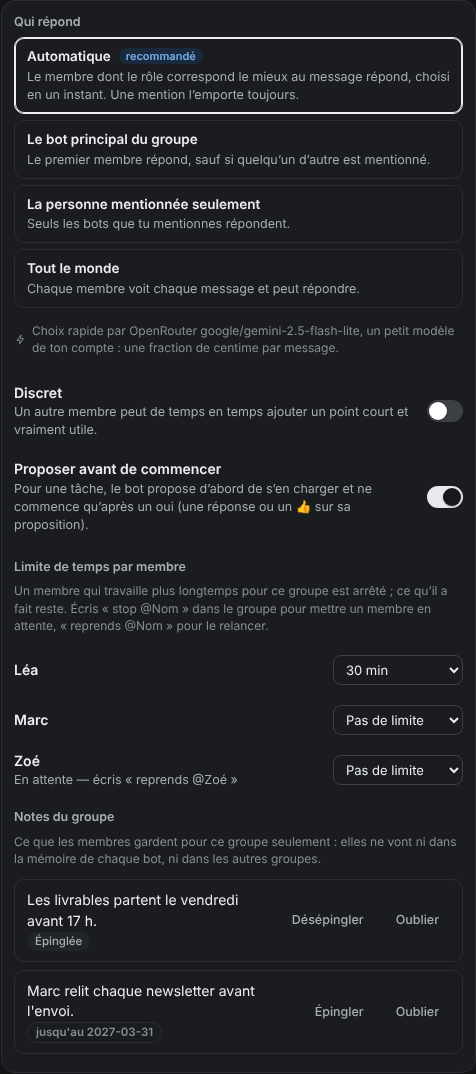 Qui répond
Automatique recommandé
Le membre dont le rôle correspond le mieux au message répond, choisi
en un instant. Une mention l’emporte toujours.
Le bot principal du groupe
Le premier membre répond, sauf si quelqu’un d’autre est mentionné.
La personne mentionnée seulement
Seuls les bots que tu mentionnes répondent.
Tout le monde
Chaque membre voit chaque message et peut répondre.
Choix rapide par OpenRouter google/gemini-2.5-flash-lite, un petit modèle
de ton compte : une fraction de centime par message.
Discret
Un autre membre peut de temps en temps ajouter un point court et
vraiment utile.
Proposer avant de commencer
Pour une tâche, le bot propose d’abord de s’en charger et ne
commence qu’après un oui (une réponse ou un 👍 sur sa
proposition).
Limite de temps par membre
Un membre qui travaille plus longtemps pour ce groupe est arrêté ; ce qu’il a
fait reste. Écris « stop @Nom » dans le groupe pour mettre un membre en
attente, « reprends @Nom » pour le relancer.
Léa 30 min
Marc Pas de limite
Zoé
En attente — écris « reprends @Zoé » Pas de limite
Notes du groupe
Ce que les membres gardent pour ce groupe seulement : elles ne vont ni dans
la mémoire de chaque bot, ni dans les autres groupes.
Les livrables partent le vendredi
avant 17 h.
Épinglée
Désépingler Oublier
Marc relit chaque newsletter avant
l'envoi.
jusqu'au 2027-03-31
Épingler Oublier